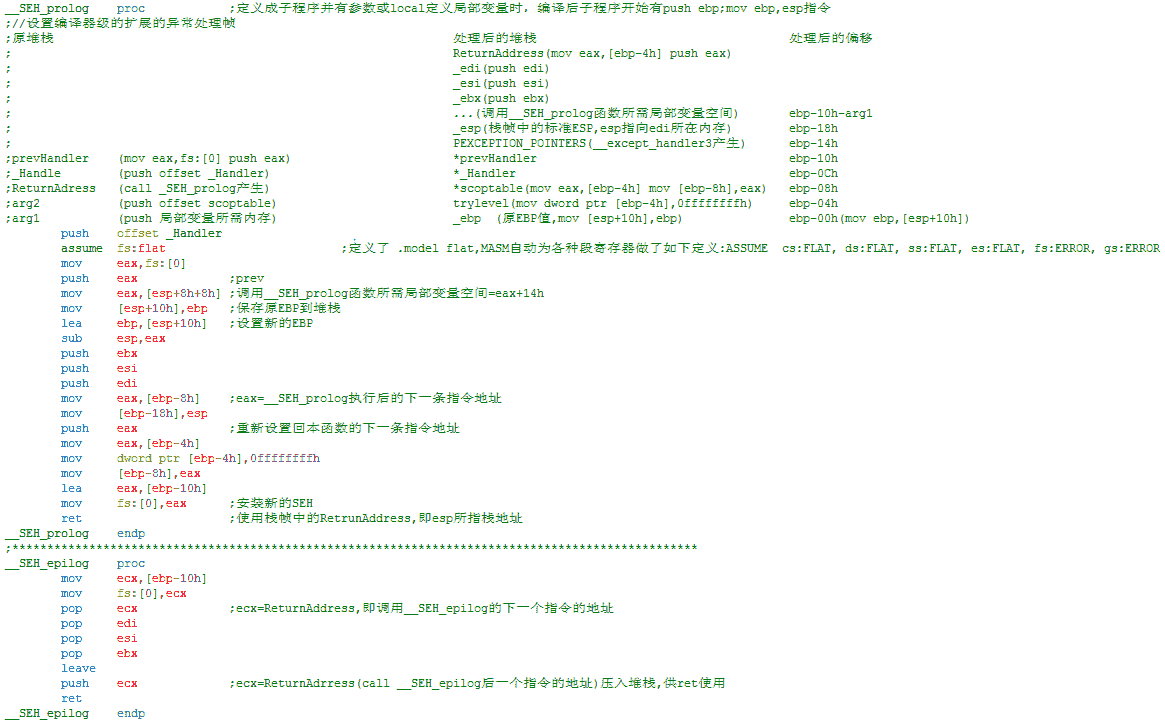 __SEH_prolog    proc            ;定义成子程序并有参数或local定义局部变量时，编译后子程序开始有push ebp;mov ebp,esp指令
;//设置编译器级的扩展的异常处理帧
;原堆栈                                                         处理后的堆栈                                    处理后的偏移
;                                                               ReturnAddress(mov eax,[ebp-4h] push eax)
;                                                               _edi(push edi)
;                                                               _esi(push esi)
;                                                               _ebx(push ebx)
;                                                               ...(调用__SEH_prolog函数所需局部变量空间)       ebp-10h-arg1
;                                                               _esp(栈帧中的标准ESP,esp指向edi所在内存)        ebp-18h
;                                                               PEXCEPTION_POINTERS(__except_handler3产生)      ebp-14h
;prevHandler    (mov eax,fs:[0] push eax)                       *prevHandler                                    ebp-10h
;_Handle        (push offset _Handler)                          *_Handler                                       ebp-0Ch
;ReturnAdress   (call _SEH_prolog产生)                          *scoptable(mov eax,[ebp-4h] mov [ebp-8h],eax)   ebp-08h
;arg2           (push offset scoptable)                         trylevel(mov dword ptr [ebp-4h],0ffffffffh)     ebp-04h
;arg1           (push 局部变量所需内存)                         _ebp  (原EBP值,mov [esp+10h],ebp)               ebp-00h(mov ebp,[esp+10h])
        push    offset _Handler
        assume  fs:flat                         ;定义了 .model flat,MASM自动为各种段寄存器做了如下定义:ASSUME  cs:FLAT, ds:FLAT, ss:FLAT, es:FLAT, fs:ERROR, gs:ERROR
        mov     eax,fs:[0]
        push    eax             ;prev
        mov     eax,[esp+8h+8h] ;调用__SEH_prolog函数所需局部变量空间=eax+14h
        mov     [esp+10h],ebp   ;保存原EBP到堆栈
        lea     ebp,[esp+10h]   ;设置新的EBP
        sub     esp,eax
        push    ebx
        push    esi
        push    edi
        mov     eax,[ebp-8h]    ;eax=__SEH_prolog执行后的下一条指令地址
        mov     [ebp-18h],esp
        push    eax             ;重新设置回本函数的下一条指令地址
        mov     eax,[ebp-4h]
        mov     dword ptr [ebp-4h],0ffffffffh
        mov     [ebp-8h],eax
        lea     eax,[ebp-10h]
        mov     fs:[0],eax      ;安装新的SEH
        ret                     ;使用栈帧中的RetrunAddress,即esp所指栈地址
__SEH_prolog    endp
;**************************************************************************************************
__SEH_epilog    proc
        mov     ecx,[ebp-10h]
        mov     fs:[0],ecx
        pop     ecx             ;ecx=ReturnAddress,即调用__SEH_epilog的下一个指令的地址
        pop     edi
        pop     esi
        pop     ebx
        leave
        push    ecx             ;ecx=ReturnAdrress(call __SEH_epilog后一个指令的地址)压入堆栈,供ret使用
        ret
__SEH_epilog    endp